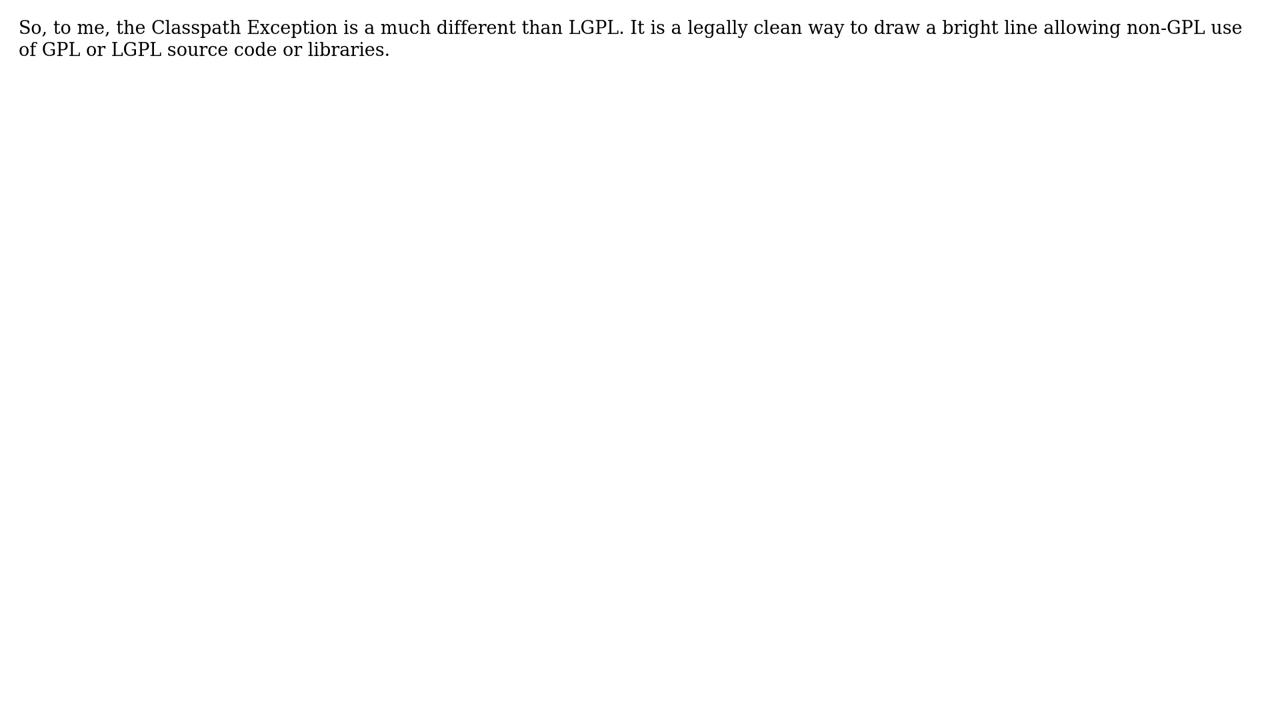 So, to me, the Classpath Exception is a much different than LGPL. It is a legally clean way to draw a bright line allowing non-GPL use
of GPL or LGPL source code or libraries.